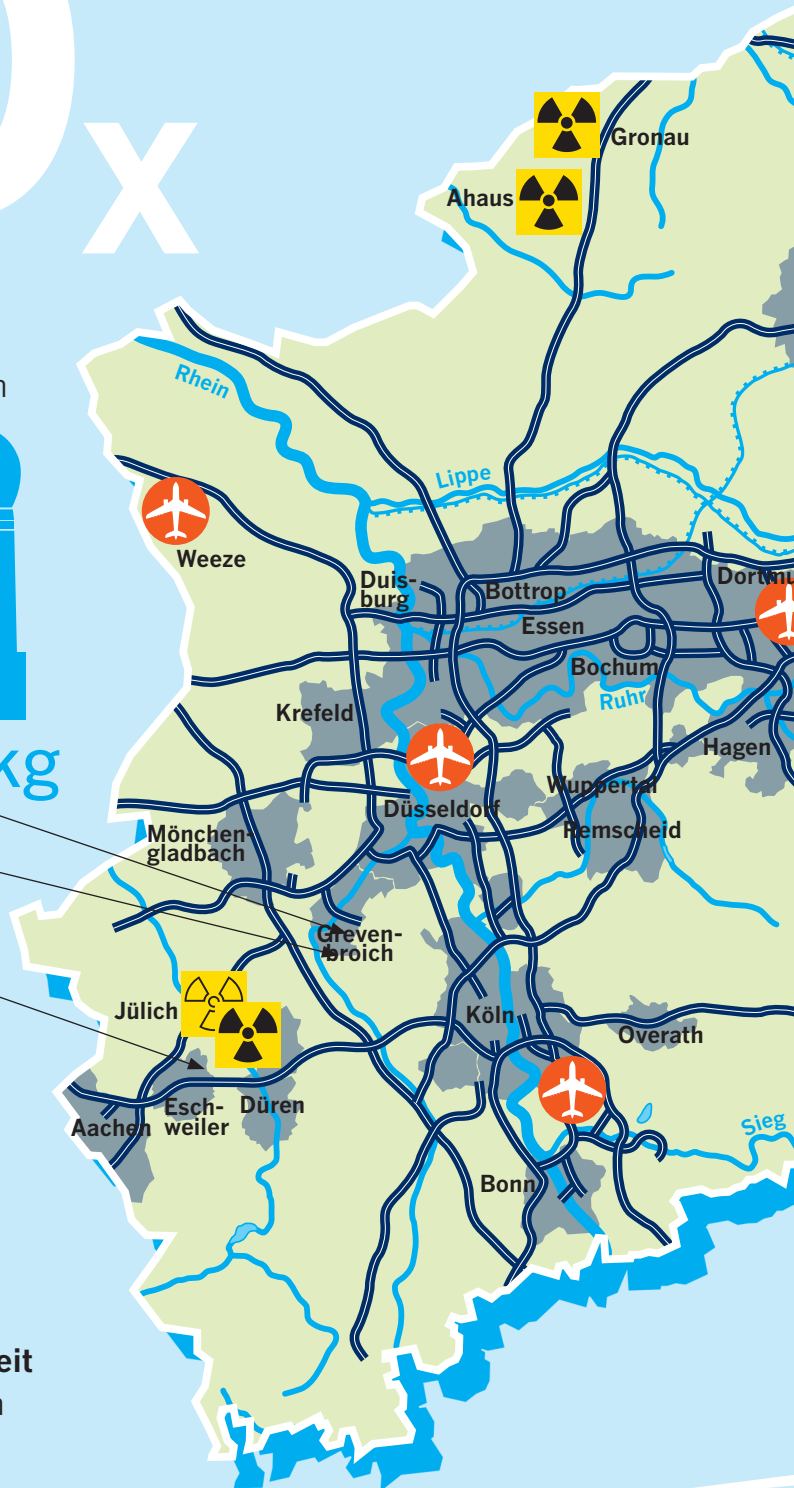 x
Gronau
Ahaus
n
Rhein
Lippe
Weeze
Duis-
burg
Bottrop
Dortmu
Essen
Bochum
Ruhr
Krefeld
Hagen
kg
Wuppertal
Düsseldorf
Remscheid
Mönchen-
gladbach
Greven-
broich
Jülich
Köln
Overath
Esch-
weiler
Düren
Aachen
Sieg
Bonn
eit
n